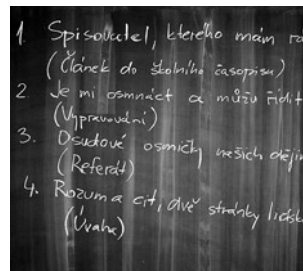 1. Spisovatel, kterého mám rá
(Článek do školního časopisu)
2. Je mi osmnáct a můžu řídit
(Vypravování)
3. Osudové osmičky našich dějin
(Referát)
4. Rozum a cit, dvě stránky lidsk
(Úvaha)